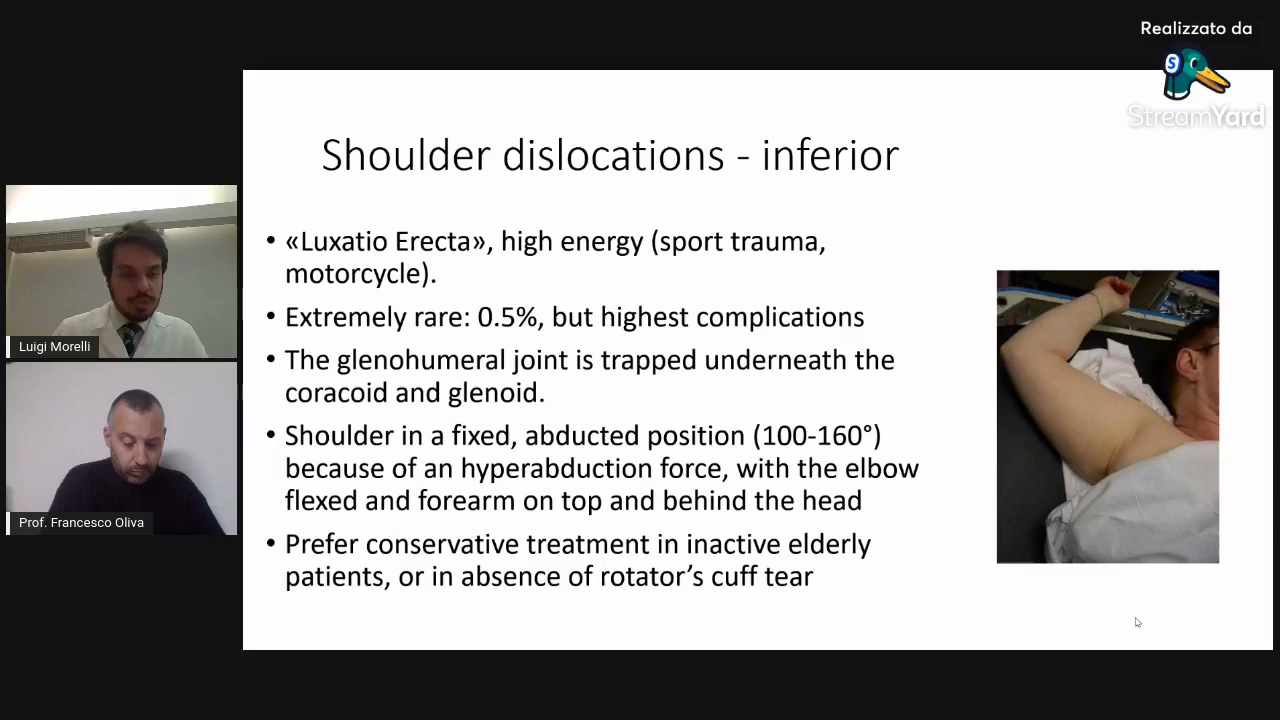 Realizzato da
StreamYard
Shoulder dislocations - inferior
• «Luxatio Erecta», high energy (sport trauma,
motorcycle).
• Extremely rare: 0.5%, but highest complications
• The glenohumeral joint is trapped underneath the
coracoid and glenoid.
• Shoulder in a fixed, abducted position (100-160°)
because of an hyperabduction force, with the elbow
flexed and forearm on top and behind the head
• Prefer conservative treatment in inactive elderly
patients, or in absence of rotator’s cuff tear
Luigi Morelli
Prof. Francesco Oliva